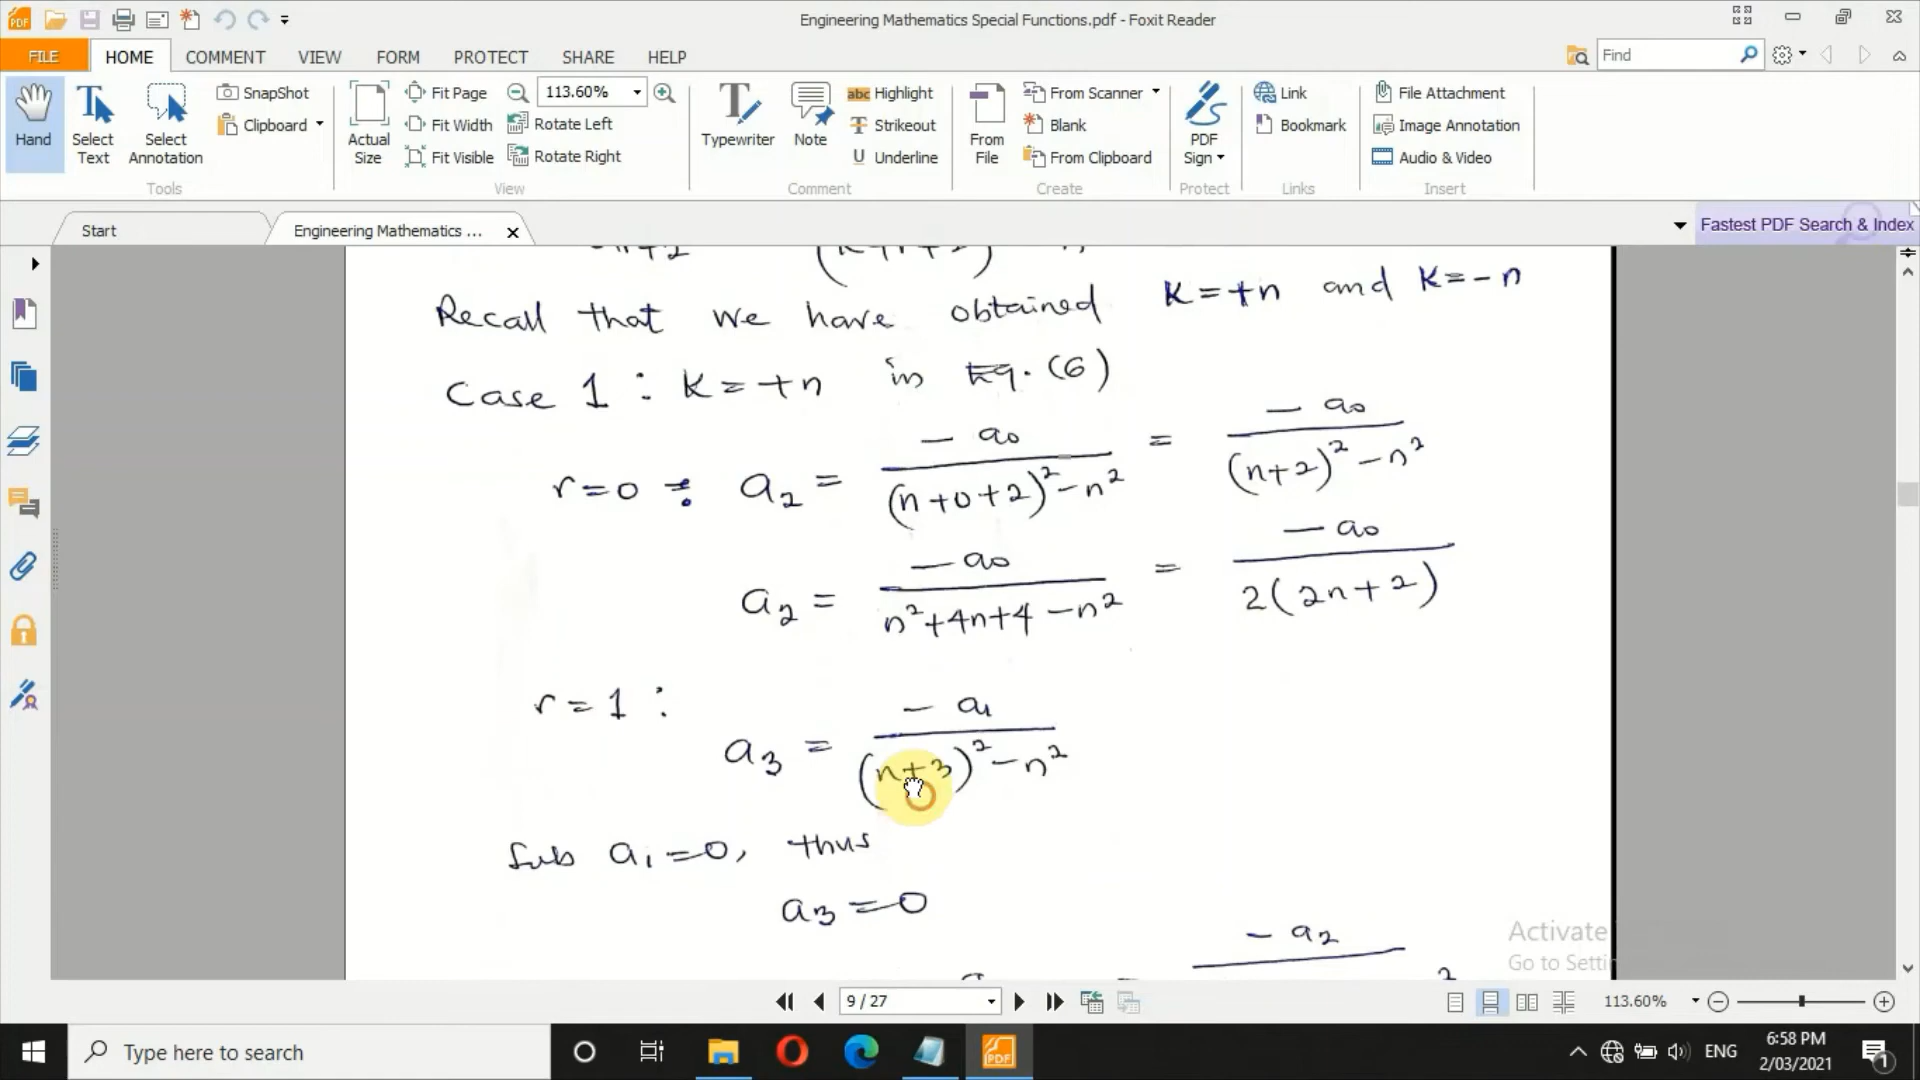 Engineering Mathematics Special Functions.pdf - Foxit Reader
FILE HOME COMMENT VIEW FORM PROTECT SHARE HELP Find
Hand Select Text Select Annotation SnapShot Clipboard Tools
Actual Size Fit Page Fit Width Fit Visible 113.60% Rotate Left Rotate Right View
Typewriter Note Highlight Strikeout Underline Comment
From File From Scanner Blank From Clipboard Create
PDF Sign Protect
Link Bookmark Links
File Attachment Image Annotation Audio & Video Insert
Start Engineering Mathematics ... Fastest PDF Search & Index
Recall that we have obtained K=+n and K=-n
Case 1 : K=+n in Eq. (6)
r=0 : a₂ = -a₀/((n+0+2)²-n²) = -a₀/((n+2)²-n²)
a₂ = -a₀/(n²+4n+4-n²) = -a₀/(2(2n+2))
r=1 :
a₃ = -a₁/((n+3)²-n²)
Sub a₁=0, thus
a₃=0
-a₂
Activate
Go to Setti
9 / 27 113.60%
Type here to search ENG 6:58 PM
2/03/2021 1